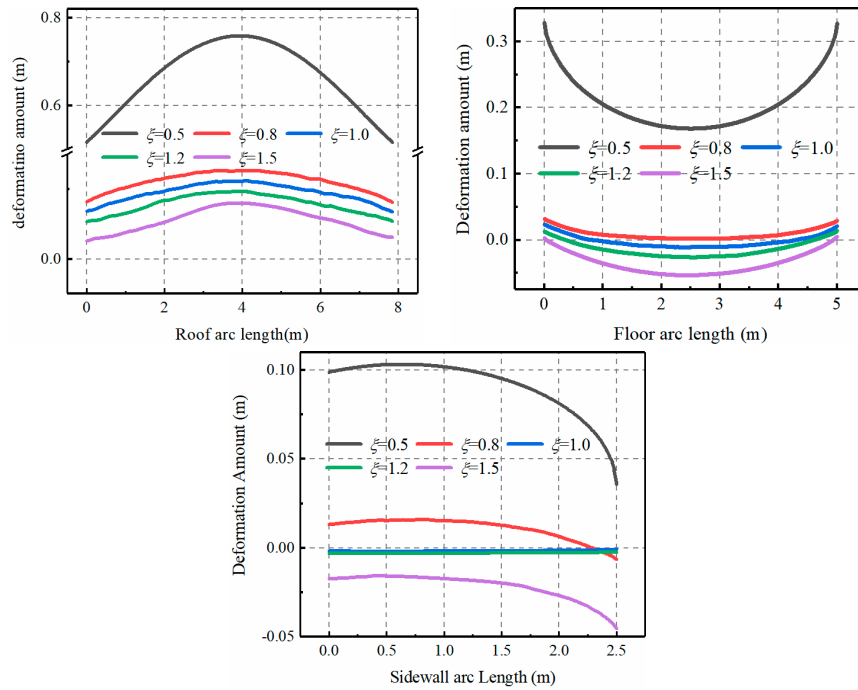 0.8
0.6
0.0
deformatino amount (m)
ξ=0.5 ξ=0.8 ξ=1.0
ξ=1.2 ξ=1.5
0 2 4 6 8
Roof arc length(m)
0.3
0.2
0.1
0.0
Deformation amount (m)
ξ=0.5 ξ=0.8 ξ=1.0
ξ=1.2 ξ=1.5
0 1 2 3 4 5
Floor arc length (m)
0.10
0.05
0.00
-0.05
Deformation Amount (m)
ξ=0.5 ξ=0.8 ξ=1.0
ξ=1.2 ξ=1.5
0.0 0.5 1.0 1.5 2.0 2.5
Sidewall arc Length (m)